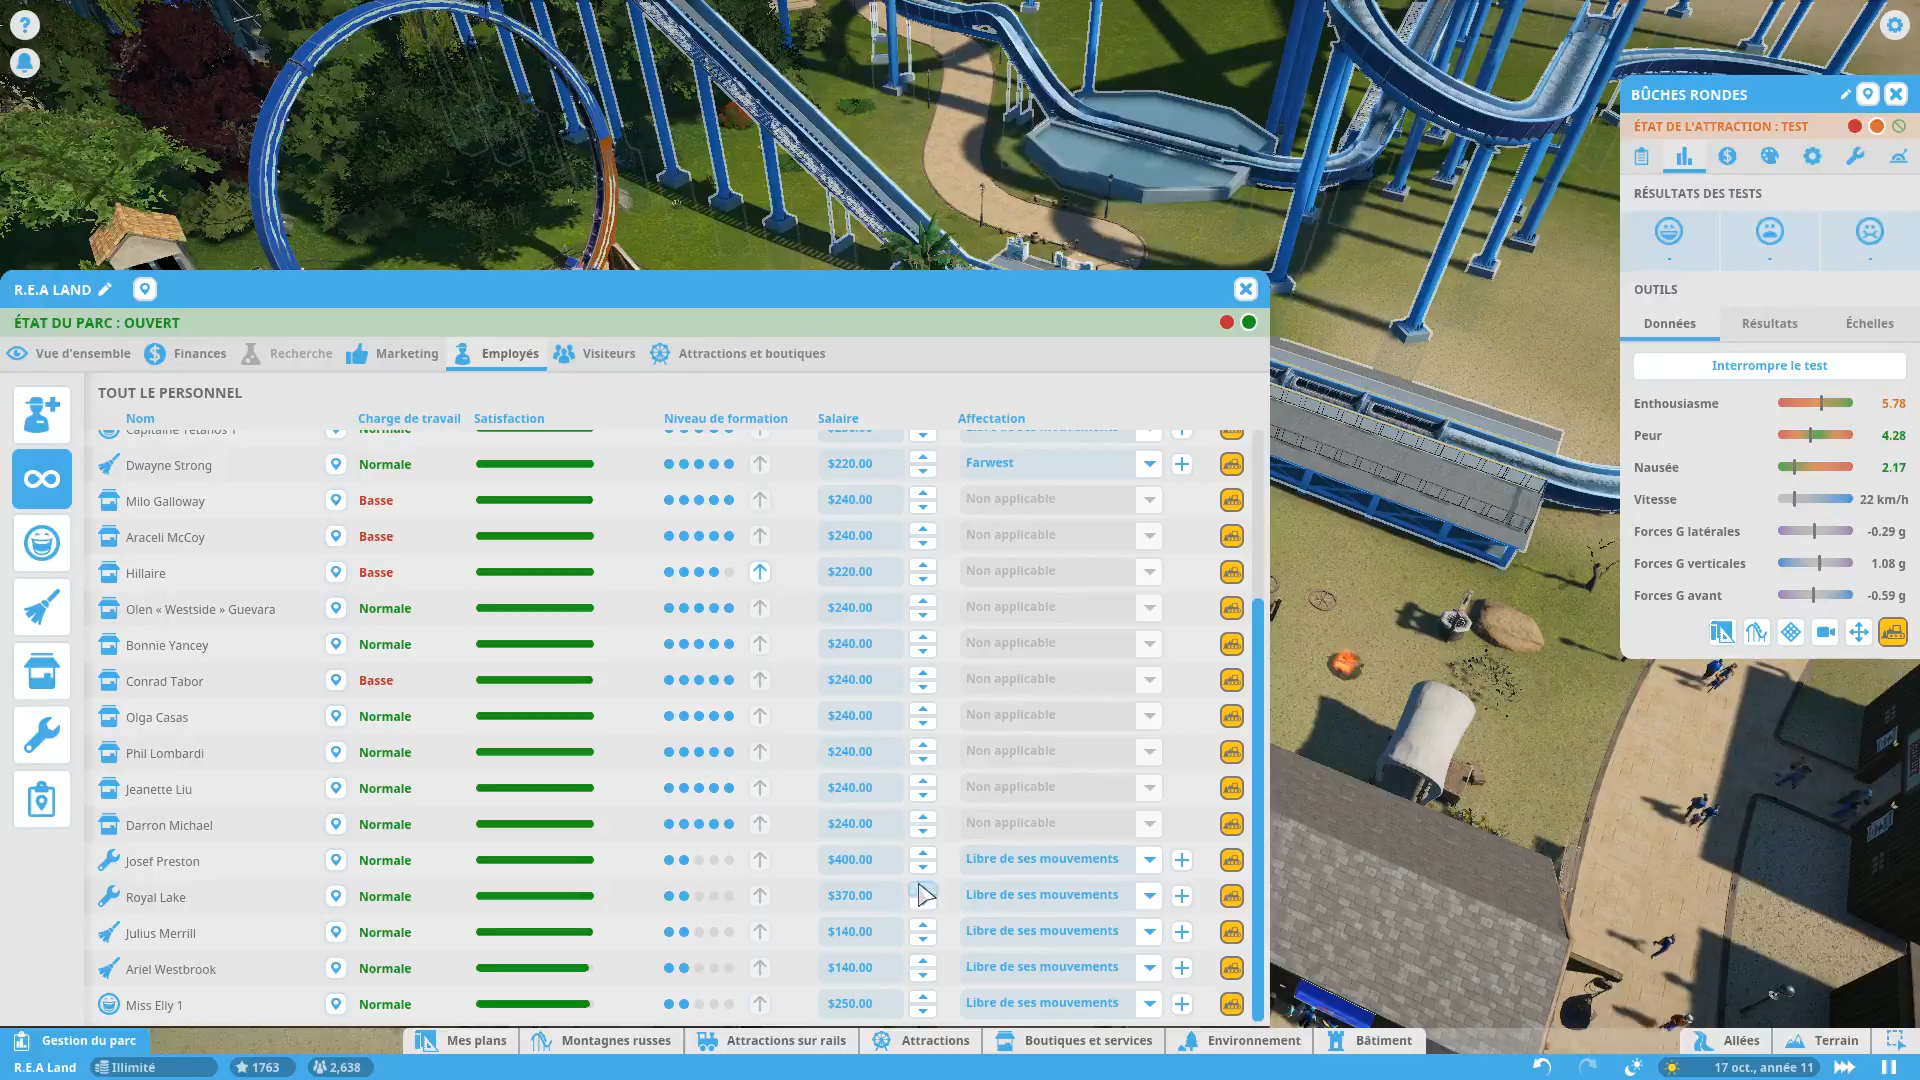 ?
BÛCHES RONDES
ÉTAT DE L'ATTRACTION : TEST
RÉSULTATS DES TESTS
- - -
OUTILS
Données Résultats Échelles
Interrompre le test
Enthousiasme 5.78
Peur 4.28
Nausée 2.17
Vitesse 22 km/h
Forces G latérales -0.29 g
Forces G verticales 1.08 g
Forces G avant -0.59 g
R.E.A LAND
ÉTAT DU PARC : OUVERT
Vue d'ensemble Finances Recherche Marketing Employés Visiteurs Attractions et boutiques
TOUT LE PERSONNEL
Nom Charge de travail Satisfaction Niveau de formation Salaire Affectation
Capitaine Tétanos 1 Normale
Dwayne Strong Normale $220.00 Farwest
Milo Galloway Basse $240.00 Non applicable
Araceli McCoy Basse $240.00 Non applicable
Hillaire Basse $220.00 Non applicable
Olen « Westside » Guevara Normale $240.00 Non applicable
Bonnie Yancey Normale $240.00 Non applicable
Conrad Tabor Basse $240.00 Non applicable
Olga Casas Normale $240.00 Non applicable
Phil Lombardi Normale $240.00 Non applicable
Jeanette Liu Normale $240.00 Non applicable
Darron Michael Normale $240.00 Non applicable
Josef Preston Normale $400.00 Libre de ses mouvements
Royal Lake Normale $370.00 Libre de ses mouvements
Julius Merrill Normale $140.00 Libre de ses mouvements
Ariel Westbrook Normale $140.00 Libre de ses mouvements
Miss Elly 1 Normale $250.00 Libre de ses mouvements
Gestion du parc Mes plans Montagnes russes Attractions sur rails Attractions Boutiques et services Environnement Bâtiment Allées Terrain
R.E.A Land Illimité 1763 2,638 17 oct., année 11